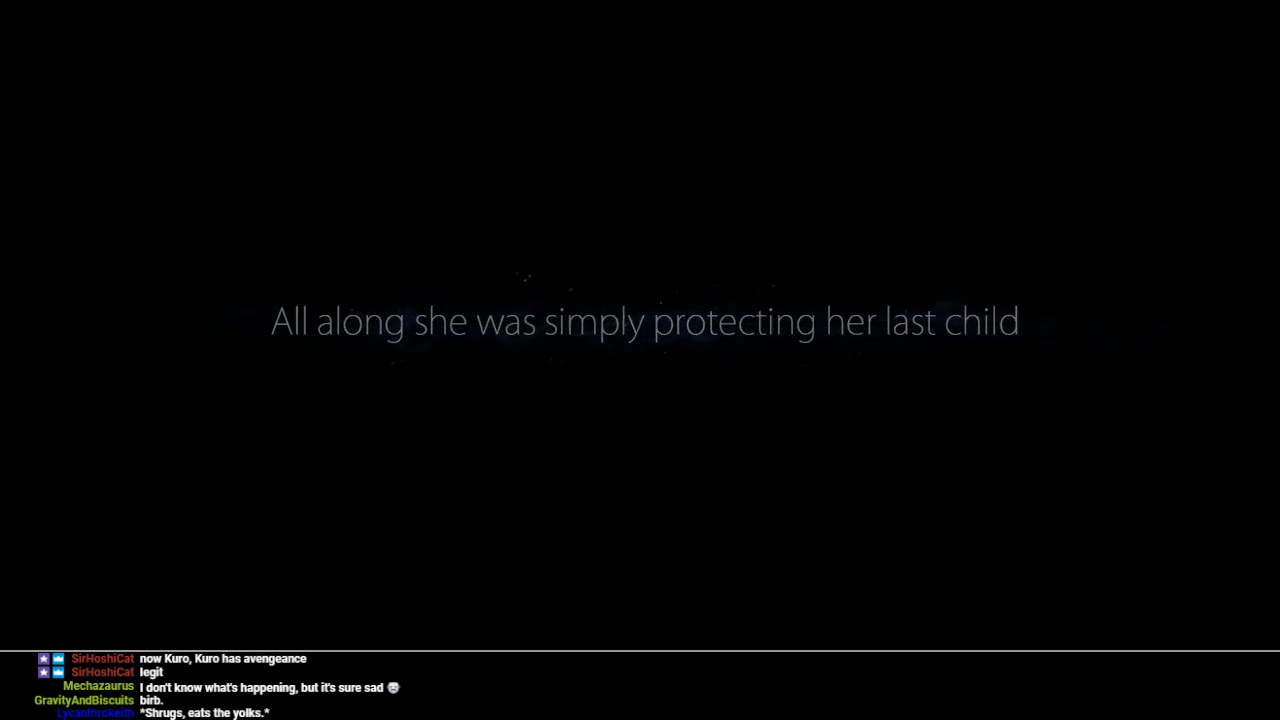 All along she was simply protecting her last child
SirHoshiCat now Kuro, Kuro has avengeance
SirHoshiCat legit
Mechazaurus I don't know what's happening, but it's sure sad
GravityAndBiscuits birb.
Lycanthrokeith *Shrugs, eats the yolks.*